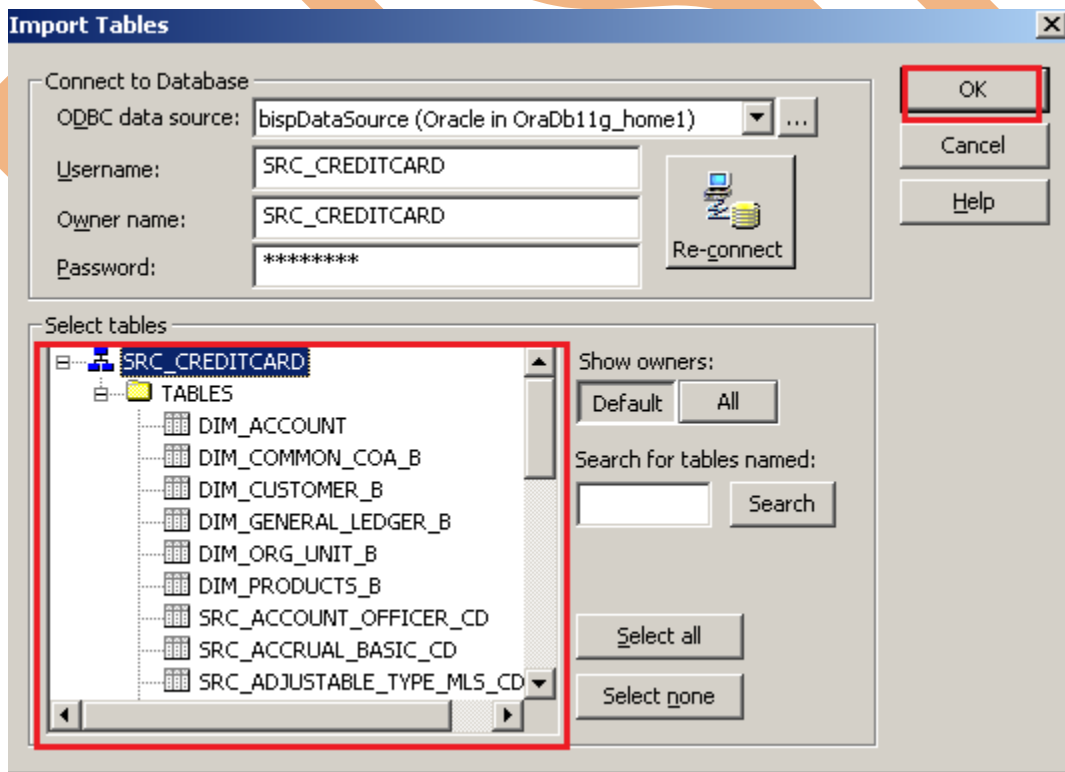 Import Tables
Connect to Database
ODBC data source: bispDataSource (Oracle in OraDb11g_home1) ...
Username: SRC_CREDITCARD
Owner name: SRC_CREDITCARD
Password: ********
Re-connect
OK
Cancel
Help
Select tables
SRC_CREDITCARD
TABLES
DIM_ACCOUNT
DIM_COMMON_COA_B
DIM_CUSTOMER_B
DIM_GENERAL_LEDGER_B
DIM_ORG_UNIT_B
DIM_PRODUCTS_B
SRC_ACCOUNT_OFFICER_CD
SRC_ACCRUAL_BASIC_CD
SRC_ADJUSTABLE_TYPE_MLS_CD
Show owners:
Default All
Search for tables named:
Search
Select all
Select none